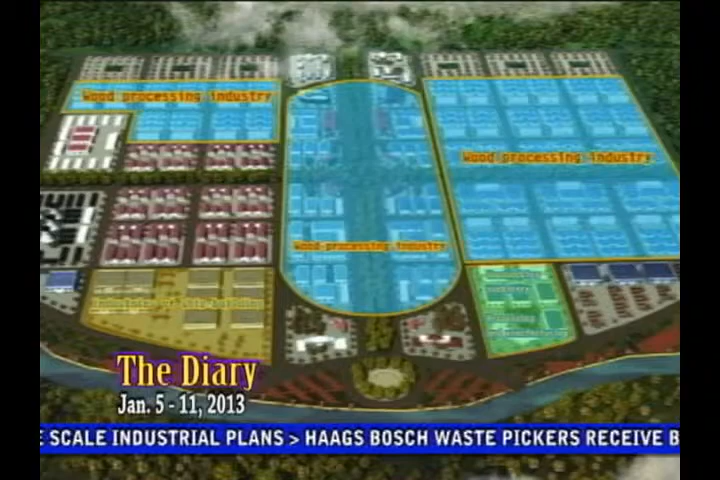 Wood processing industry
Wood processing industry
Wood processing industry
The Diary
Jan. 5 - 11, 2013
E SCALE INDUSTRIAL PLANS > HAAGS BOSCH WASTE PICKERS RECEIVE B